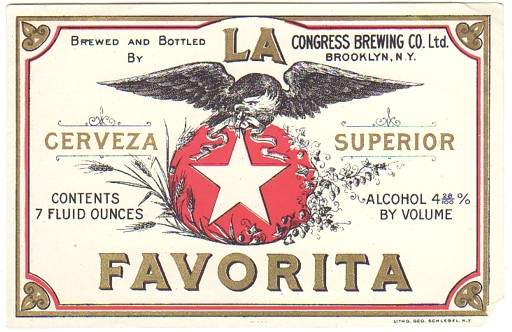 BREWED AND BOTTLED
BY
LA
CONGRESS BREWING CO. Ltd.
BROOKLYN, N.Y.
CERVEZA
SUPERIOR
CONTENTS
7 FLUID OUNCES
ALCOHOL 4 %
BY VOLUME
FAVORITA
LITHO. GEO. SCHLEGEL. N.Y.